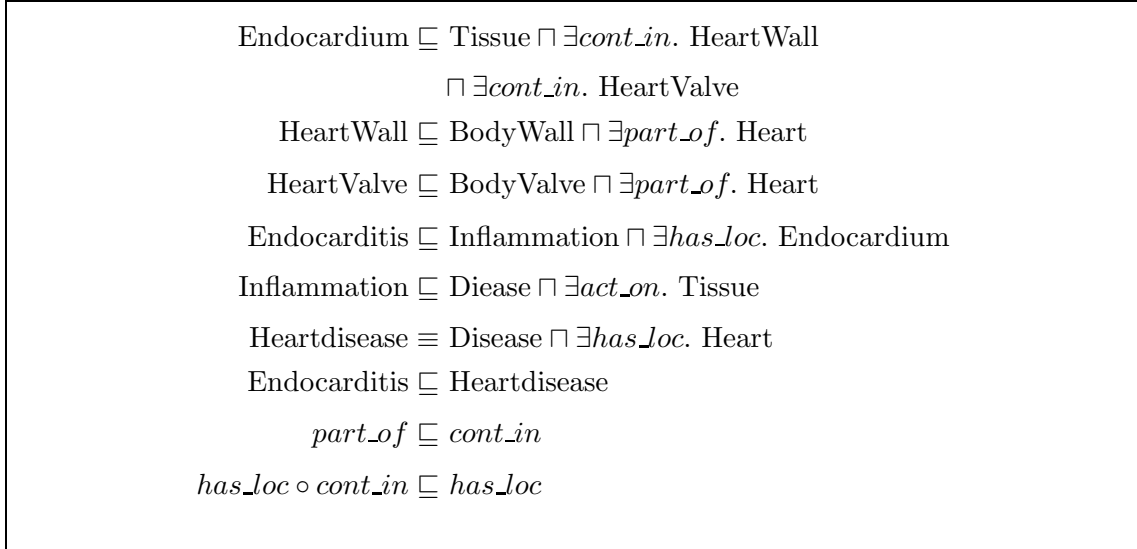 Endocardium ⊑ Tissue ⊓ ∃cont_in. HeartWall
⊓ ∃cont_in. HeartValve
HeartWall ⊑ BodyWall ⊓ ∃part_of. Heart
HeartValve ⊑ BodyValve ⊓ ∃part_of. Heart
Endocarditis ⊑ Inflammation ⊓ ∃has_loc. Endocardium
Inflammation ⊑ Diease ⊓ ∃act_on. Tissue
Heartdisease ≡ Disease ⊓ ∃has_loc. Heart
Endocarditis ⊑ Heartdisease
part_of ⊑ cont_in
has_loc ∘ cont_in ⊑ has_loc